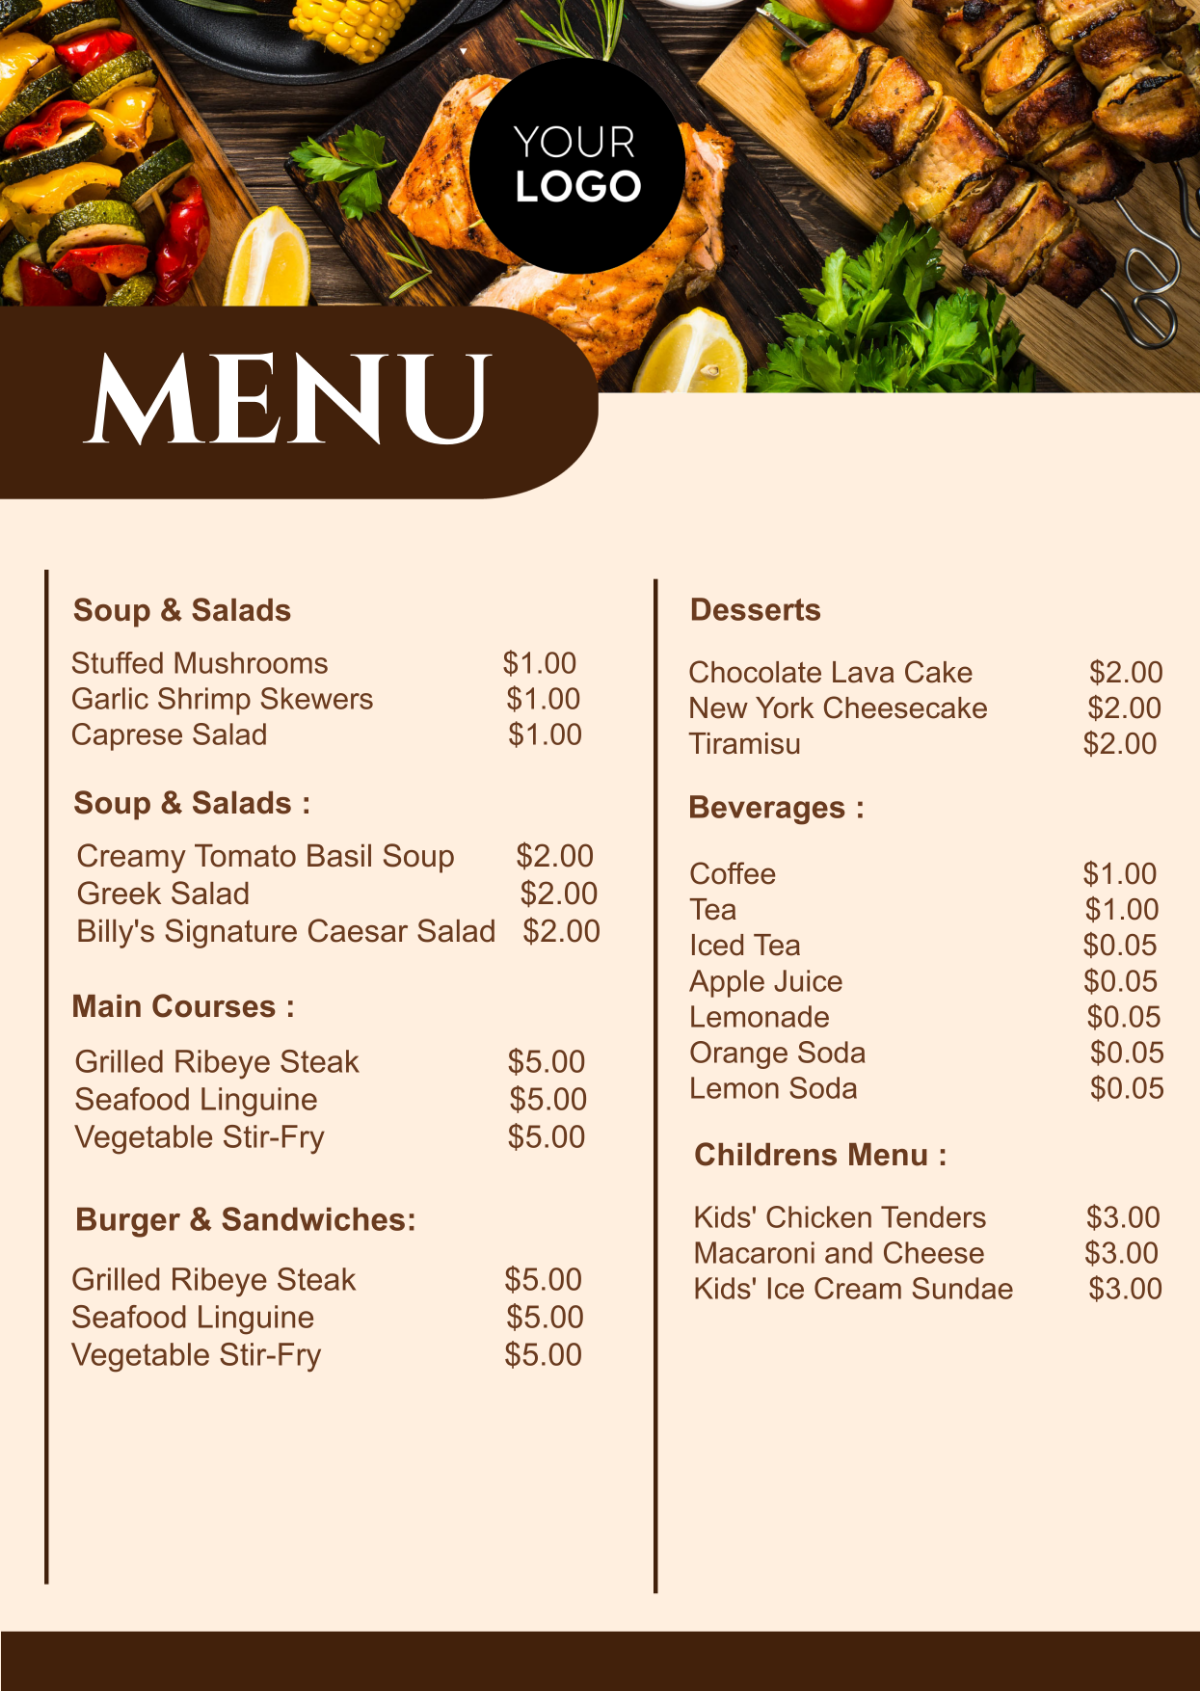 YOUR
LOGO
MENU
Soup & Salads
Stuffed Mushrooms $1.00
Garlic Shrimp Skewers $1.00
Caprese Salad $1.00
Soup & Salads :
Creamy Tomato Basil Soup $2.00
Greek Salad $2.00
Billy's Signature Caesar Salad $2.00
Main Courses :
Grilled Ribeye Steak $5.00
Seafood Linguine $5.00
Vegetable Stir-Fry $5.00
Burger & Sandwiches:
Grilled Ribeye Steak $5.00
Seafood Linguine $5.00
Vegetable Stir-Fry $5.00
Desserts
Chocolate Lava Cake $2.00
New York Cheesecake $2.00
Tiramisu $2.00
Beverages :
Coffee $1.00
Tea $1.00
Iced Tea $0.05
Apple Juice $0.05
Lemonade $0.05
Orange Soda $0.05
Lemon Soda $0.05
Childrens Menu :
Kids' Chicken Tenders $3.00
Macaroni and Cheese $3.00
Kids' Ice Cream Sundae $3.00